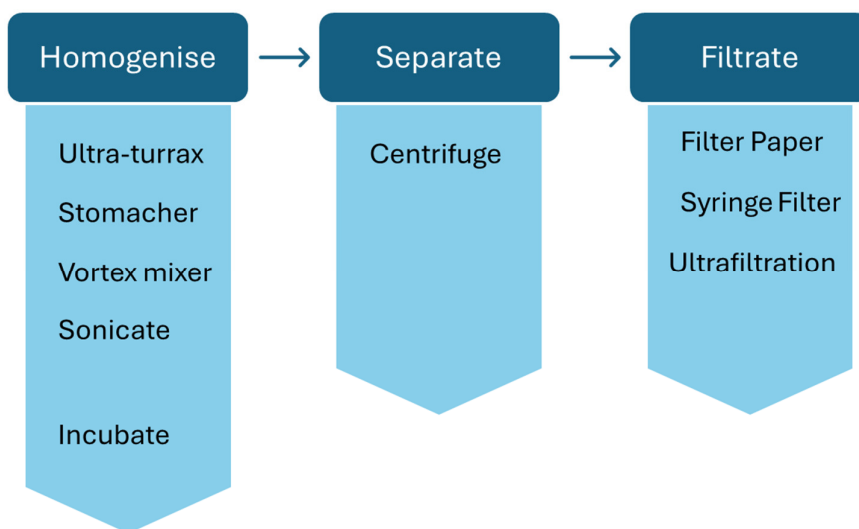 Homogenise
Separate
Filtrate
Ultra-turrax
Stomacher
Vortex mixer
Sonicate
Incubate
Centrifuge
Filter Paper
Syringe Filter
Ultrafiltration